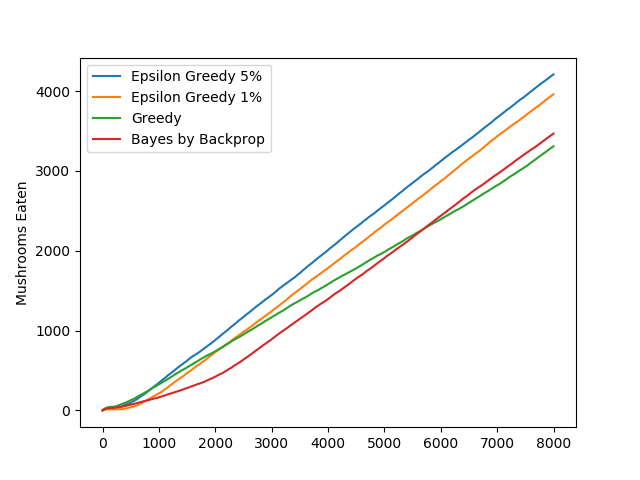 Epsilon Greedy 5%
Epsilon Greedy 1%
Greedy
Bayes by Backprop
Mushrooms Eaten
4000
3000
2000
1000
0
0 1000 2000 3000 4000 5000 6000 7000 8000